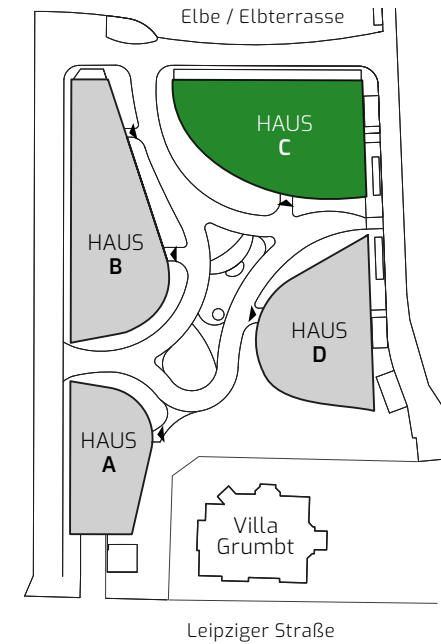 Elbe / Elbterrasse
HAUS
C
HAUS
B
HAUS
D
HAUS
A
Villa
Grumbt
Leipziger Straße